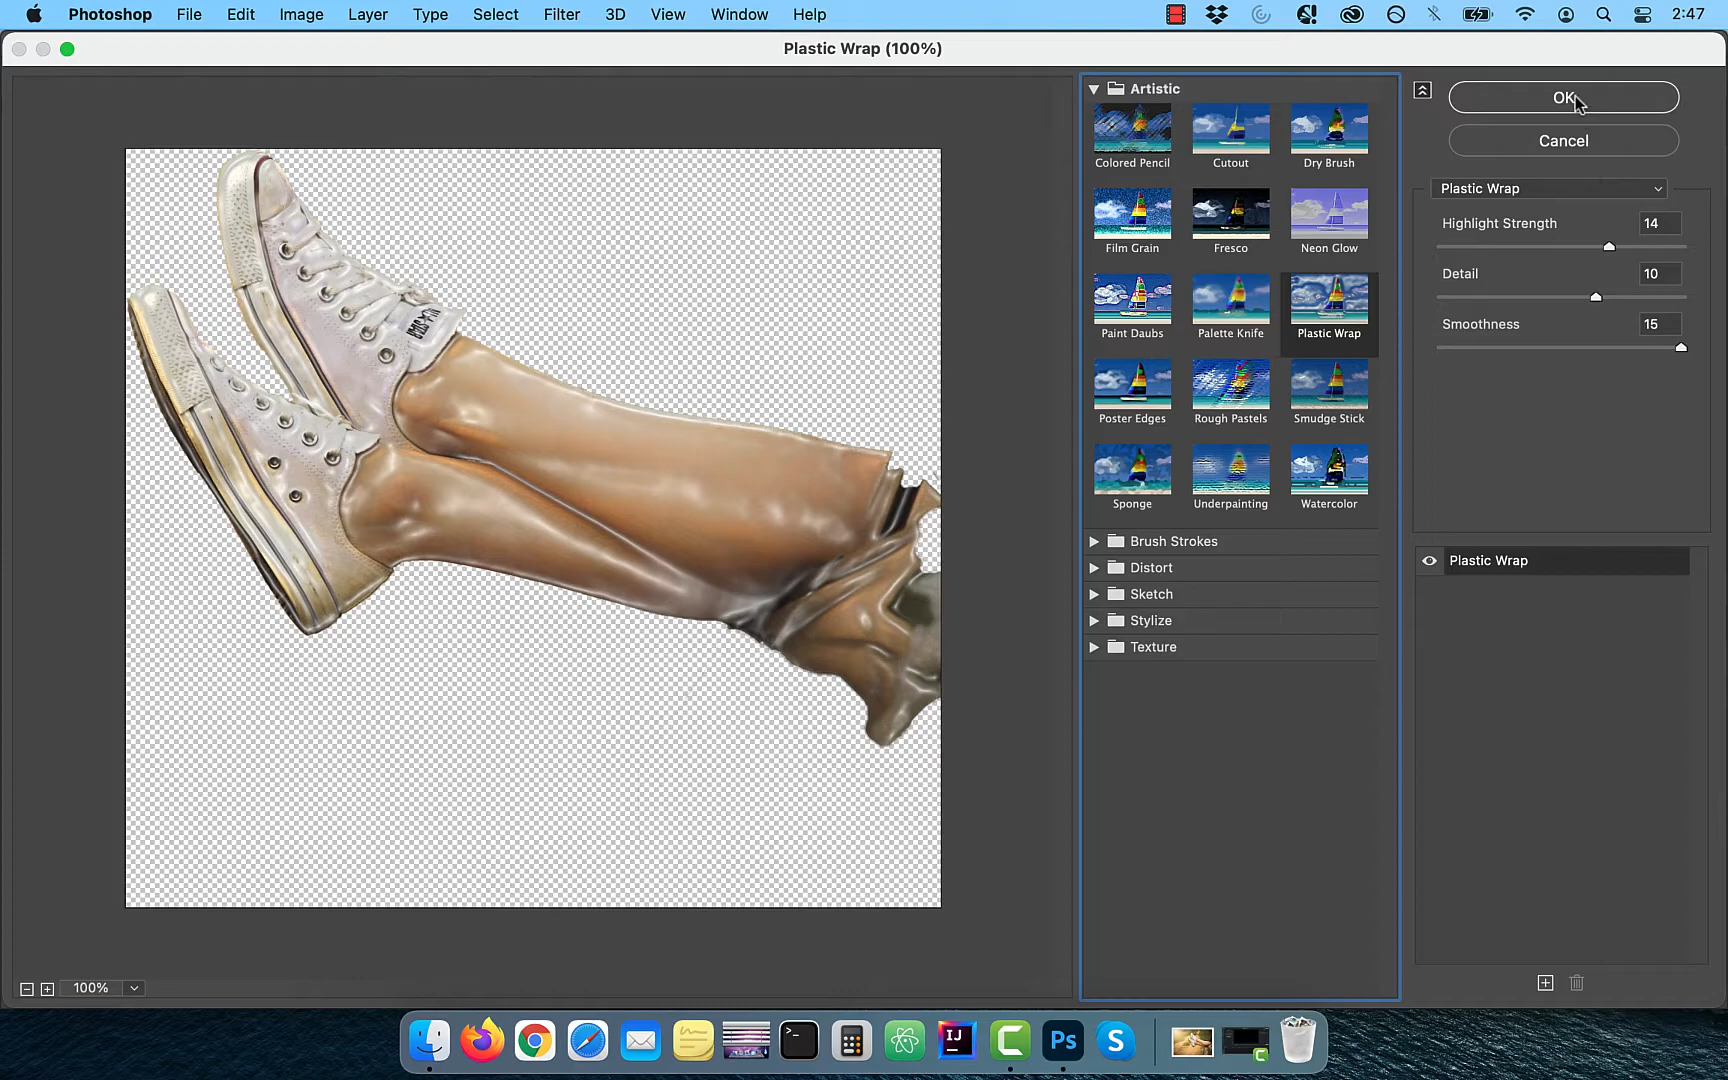 Photoshop File Edit Image Layer Type Select Filter 3D View Window Help 2:47
Plastic Wrap (100%)
Artistic
Colored Pencil Cutout Dry Brush
Film Grain Fresco Neon Glow
Paint Daubs Palette Knife Plastic Wrap
Poster Edges Rough Pastels Smudge Stick
Sponge Underpainting Watercolor
Brush Strokes
Distort
Sketch
Stylize
Texture
OK
Cancel
Plastic Wrap
Highlight Strength 14
Detail 10
Smoothness 15
Plastic Wrap
100%
IJ
Ps